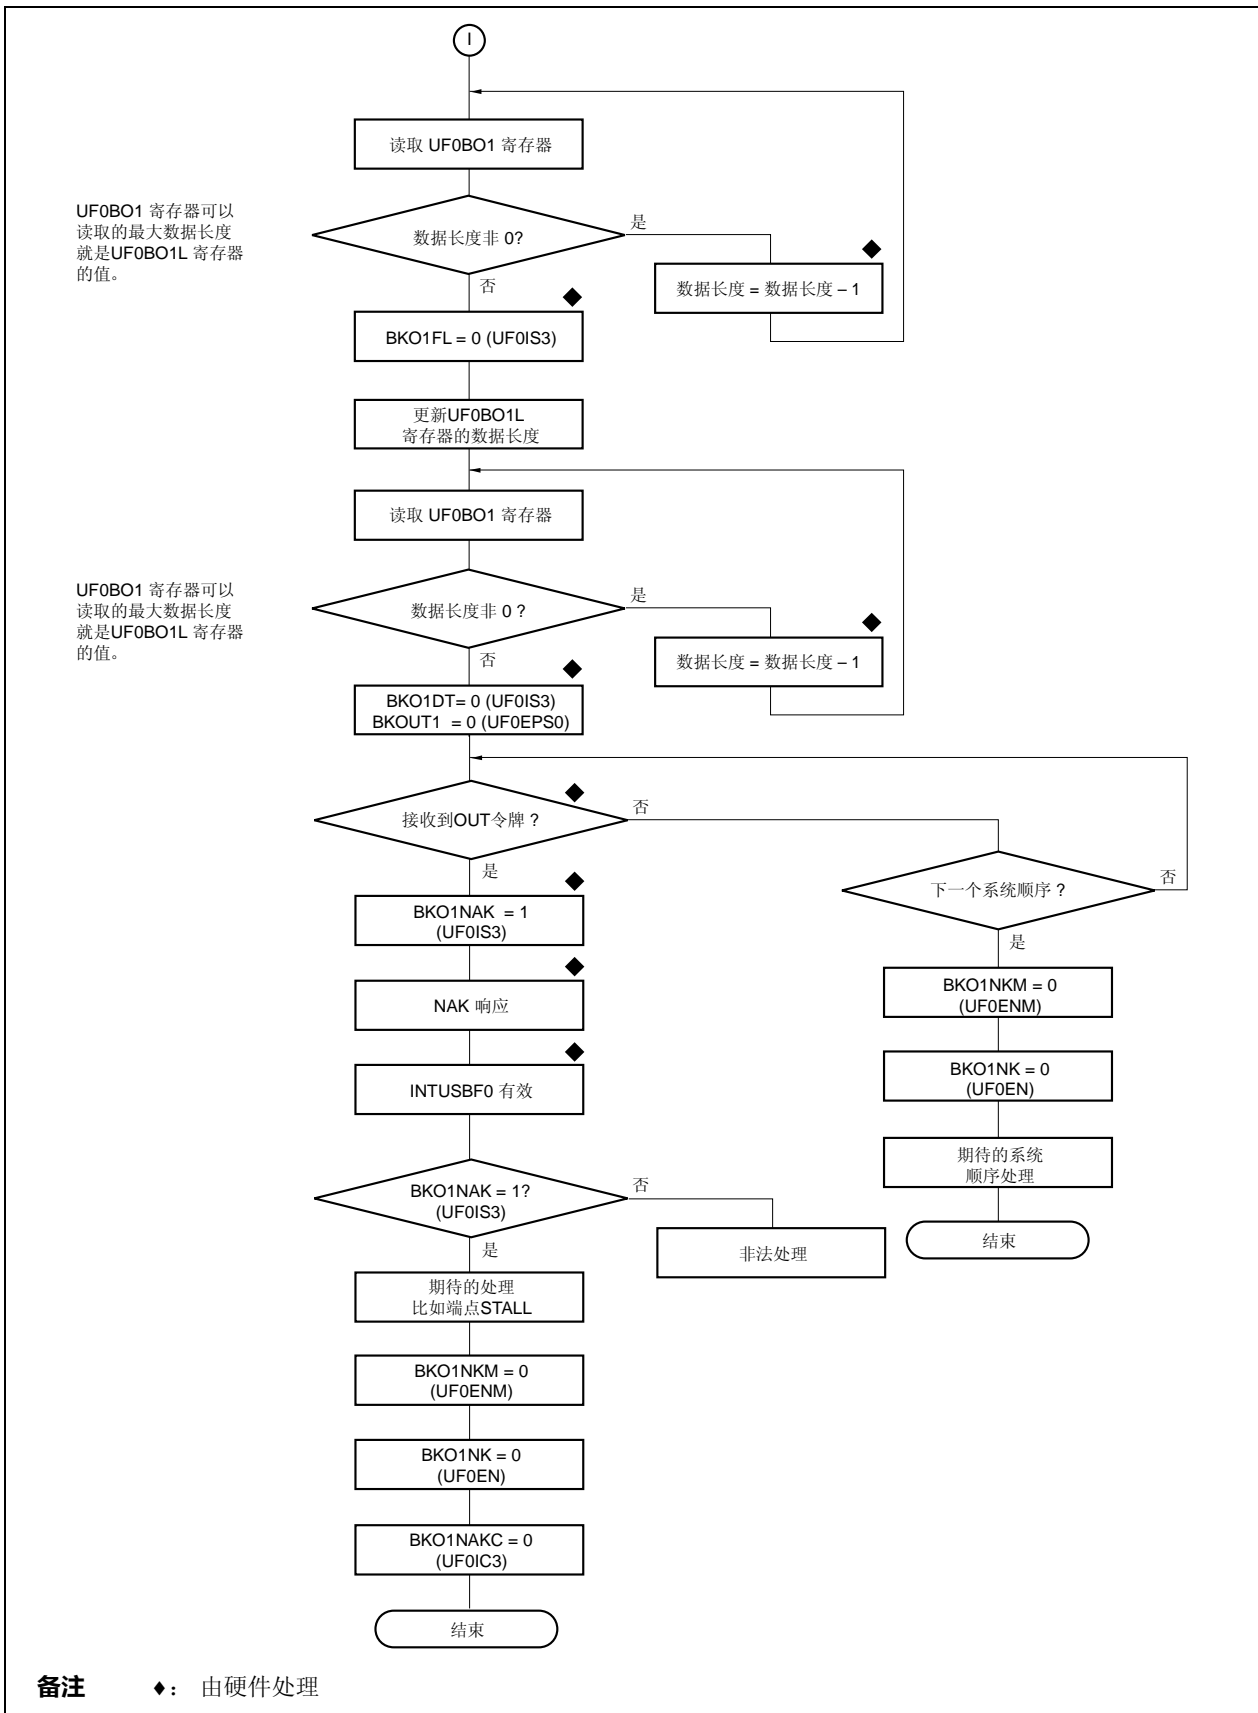 I
读取 UF0BO1 寄存器
UF0BO1 寄存器可以
读取的最大数据长度
就是UF0BO1L 寄存器
的值。
数据长度非 0?
是
数据长度 = 数据长度 – 1
否
BKO1FL = 0 (UF0IS3)
更新UF0BO1L
寄存器的数据长度
读取 UF0BO1 寄存器
UF0BO1 寄存器可以
读取的最大数据长度
就是UF0BO1L 寄存器
的值。
数据长度非 0 ?
是
数据长度 = 数据长度 – 1
否
BKO1DT= 0 (UF0IS3)
BKOUT1 = 0 (UF0EPS0)
接收到OUT令牌 ?
否
是
下一个系统顺序 ?
否
是
BKO1NAK = 1
(UF0IS3)
NAK 响应
INTUSBF0 有效
BKO1NKM = 0
(UF0ENM)
BKO1NK = 0
(UF0EN)
期待的系统
顺序处理
结束
BKO1NAK = 1?
(UF0IS3)
否
非法处理
是
期待的处理
比如端点STALL
BKO1NKM = 0
(UF0ENM)
BKO1NK = 0
(UF0EN)
BKO1NAKC = 0
(UF0IC3)
结束
备注 ♦： 由硬件处理